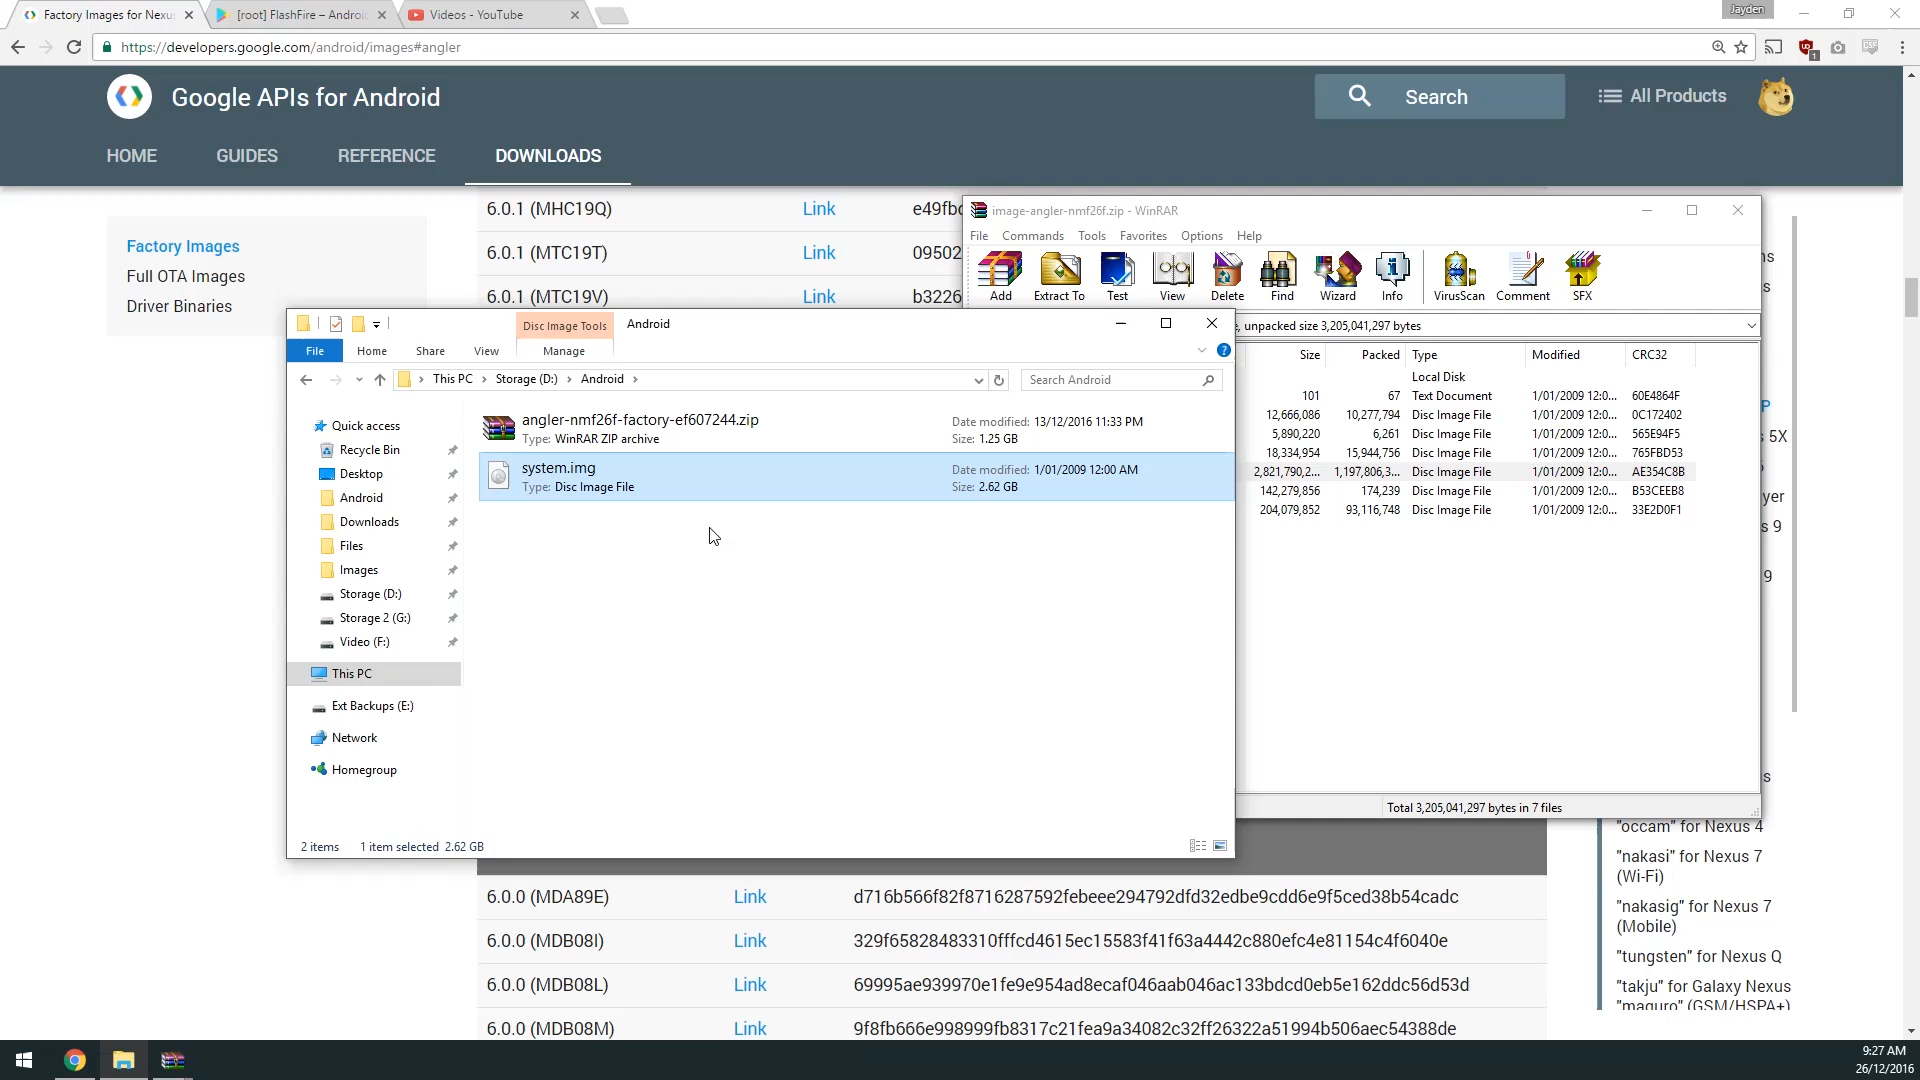 Factory Images for Nexus
[root] FlashFire – Android
Videos - YouTube
Jayden
https://developers.google.com/android/images#angler
Google APIs for Android
Search
All Products
HOME
GUIDES
REFERENCE
DOWNLOADS
Factory Images
Full OTA Images
Driver Binaries
6.0.1 (MHC19Q) Link e49fbc
6.0.1 (MTC19T) Link 09502
6.0.1 (MTC19V) Link b3226
image-angler-nmf26f.zip - WinRAR
File Commands Tools Favorites Options Help
Add Extract To Test View Delete Find Wizard Info VirusScan Comment SFX
, unpacked size 3,205,041,297 bytes
Size Packed Type Modified CRC32
Local Disk
101 67 Text Document 1/01/2009 12:0... 60E4864F
12,666,086 10,277,794 Disc Image File 1/01/2009 12:0... 0C172402
5,890,220 6,261 Disc Image File 1/01/2009 12:0... 565E94F5
18,334,954 15,944,756 Disc Image File 1/01/2009 12:0... 765FBD53
2,821,790,2... 1,197,806,3... Disc Image File 1/01/2009 12:0... AE354C8B
142,279,856 174,239 Disc Image File 1/01/2009 12:0... B53CEEB8
204,079,852 93,116,748 Disc Image File 1/01/2009 12:0... 33E2D0F1
Total 3,205,041,297 bytes in 7 files
Disc Image Tools
Android
File Home Share View Manage
This PC Storage (D:) Android
Search Android
Quick access
Recycle Bin
Desktop
Android
Downloads
Files
Images
Storage (D:)
Storage 2 (G:)
Video (F:)
This PC
Ext Backups (E:)
Network
Homegroup
angler-nmf26f-factory-ef607244.zip
Type: WinRAR ZIP archive
Date modified: 13/12/2016 11:33 PM
Size: 1.25 GB
system.img
Type: Disc Image File
Date modified: 1/01/2009 12:00 AM
Size: 2.62 GB
2 items 1 item selected 2.62 GB
5X
9
9
"occam" for Nexus 4
"nakasi" for Nexus 7
(Wi-Fi)
"nakasig" for Nexus 7
(Mobile)
"tungsten" for Nexus Q
"takju" for Galaxy Nexus
"maguro" (GSM/HSPA+)
6.0.0 (MDA89E) Link d716b566f82f8716287592febeee294792dfd32edbe9cdd6e9f5ced38b54cadc
6.0.0 (MDB08I) Link 329f65828483310fffcd4615ec15583f41f63a4442c880efc4e81154c4f6040e
6.0.0 (MDB08L) Link 69995ae939970e1fe9e954ad8ecaf046aab046ac133bdcd0eb5e162ddc56d53d
6.0.0 (MDB08M) Link 9f8fb666e998999fb8317c21fea9a34082c32ff26322a51994b506aec54388de
9:27 AM
26/12/2016